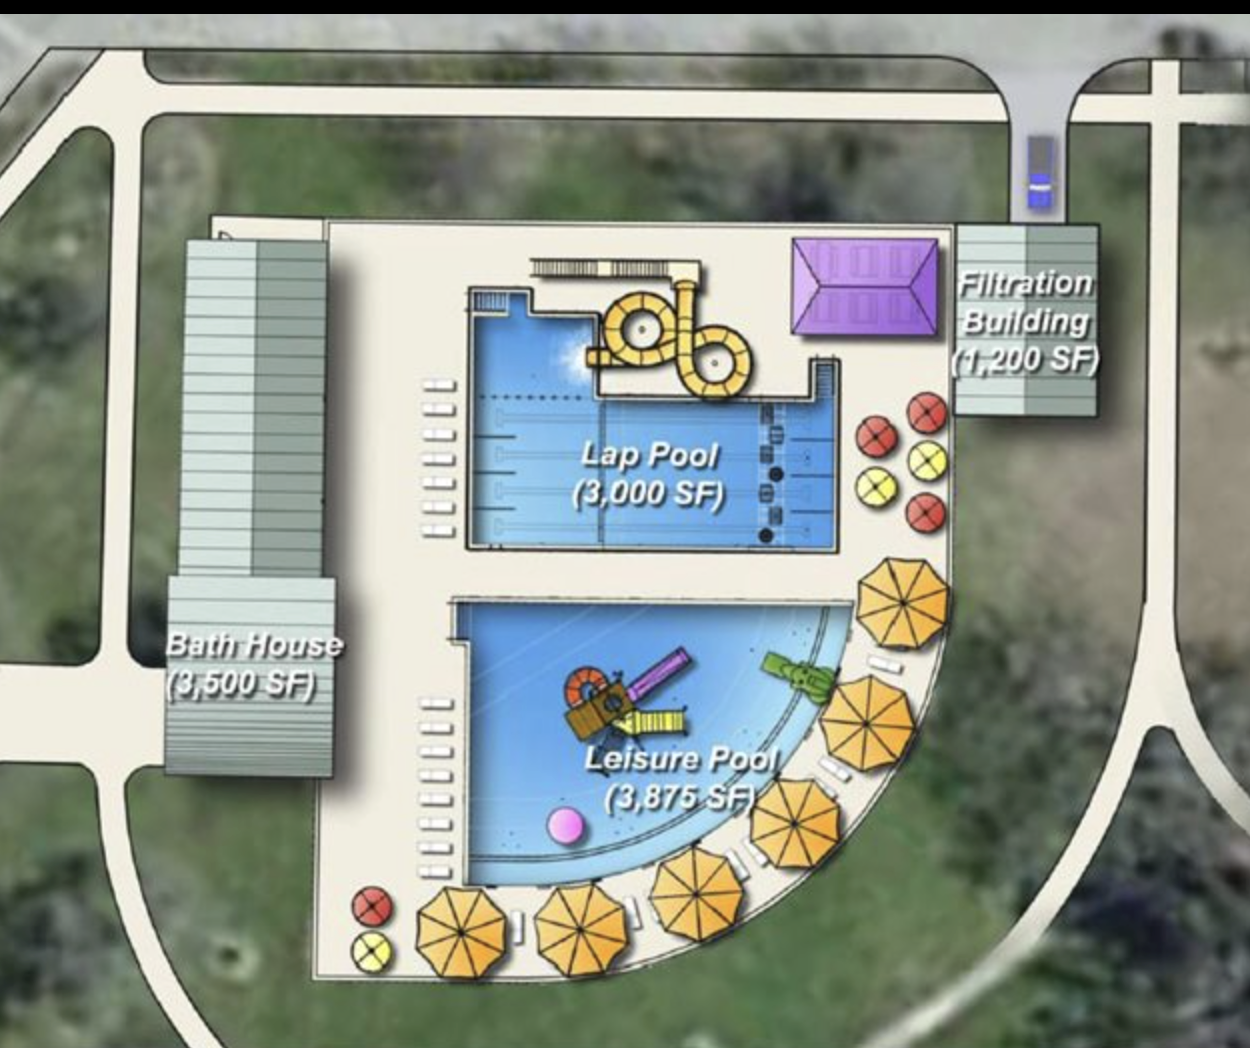 Filtration
Building
(1,200 SF)
Lap Pool
(3,000 SF)
Bath House
(3,500 SF)
Leisure Pool
(3,875 SF)